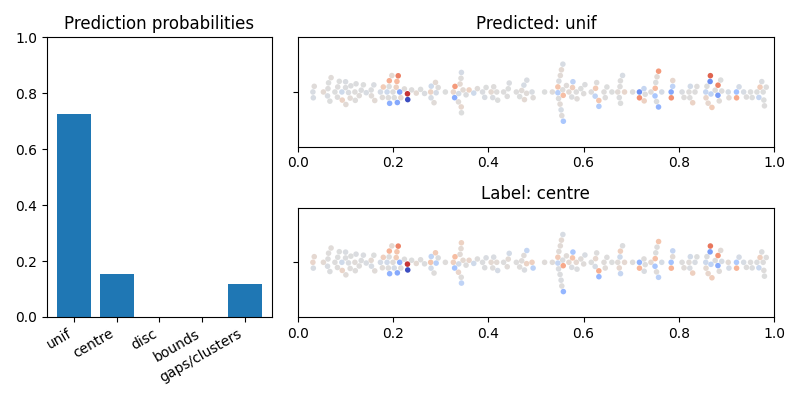 Prediction probabilities
1.0
0.8
0.6
0.4
0.2
0.0
unif
centre
disc
bounds
gaps/clusters
Predicted: unif
0.0 0.2 0.4 0.6 0.8 1.0
Label: centre
0.0 0.2 0.4 0.6 0.8 1.0